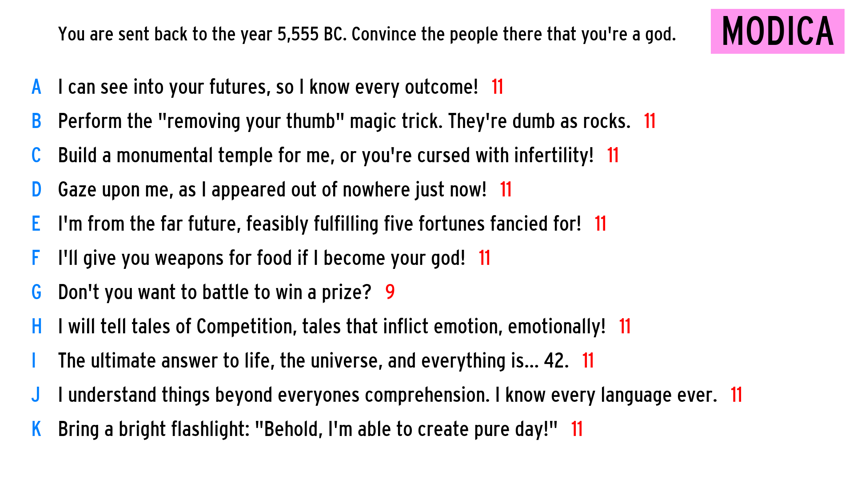 You are sent back to the year 5,555 BC. Convince the people there that you're a god.
MODICA
A I can see into your futures, so I know every outcome! 11
B Perform the "removing your thumb" magic trick. They're dumb as rocks. 11
C Build a monumental temple for me, or you're cursed with infertility! 11
D Gaze upon me, as I appeared out of nowhere just now! 11
E I'm from the far future, feasibly fulfilling five fortunes fancied for! 11
F I'll give you weapons for food if I become your god! 11
G Don't you want to battle to win a prize? 9
H I will tell tales of Competition, tales that inflict emotion, emotionally! 11
I The ultimate answer to life, the universe, and everything is... 42. 11
J I understand things beyond everyones comprehension. I know every language ever. 11
K Bring a bright flashlight: "Behold, I'm able to create pure day!" 11